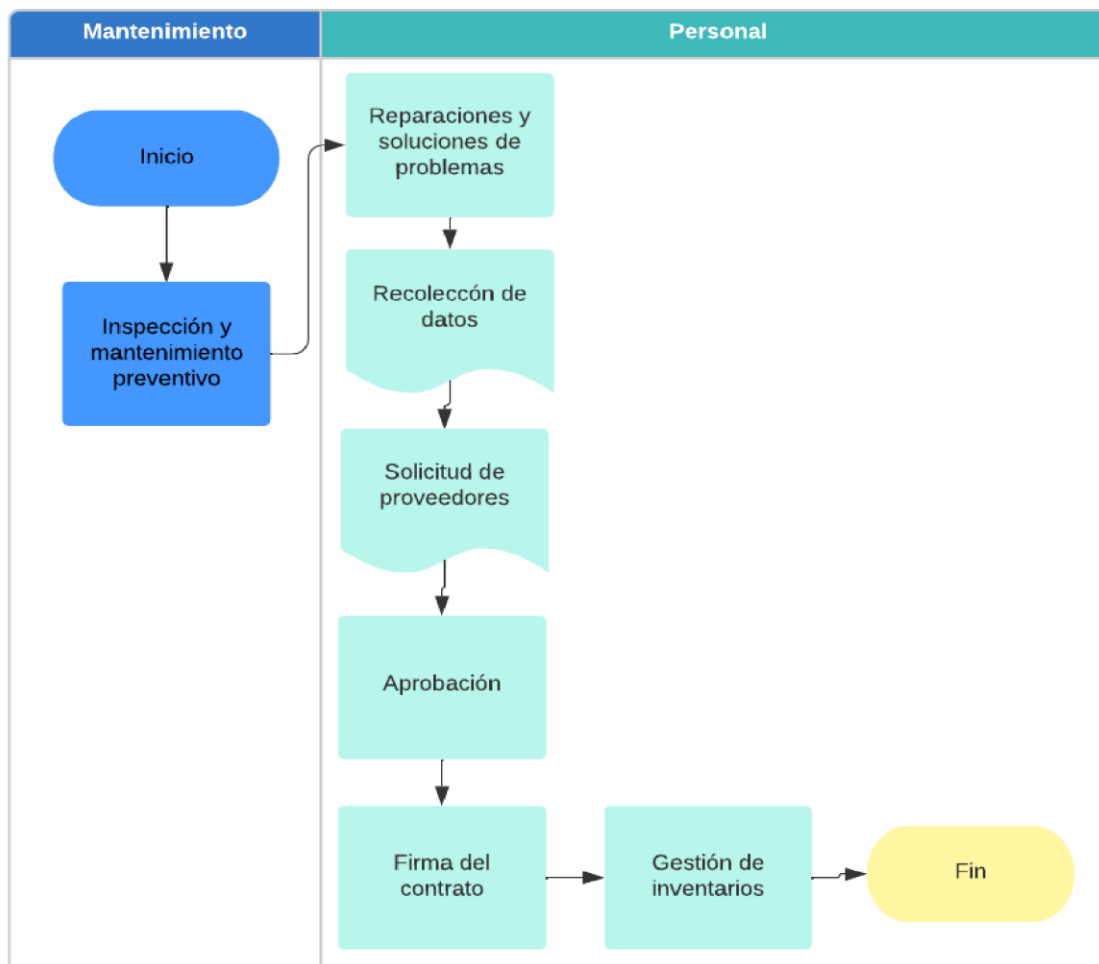 Mantenimiento
Personal
Inicio
Inspección y
mantenimiento
preventivo
Reparaciones y
soluciones de
problemas
Recoleccón de
datos
Solicitud de
proveedores
Aprobación
Firma del
contrato
Gestión de
inventarios
Fin